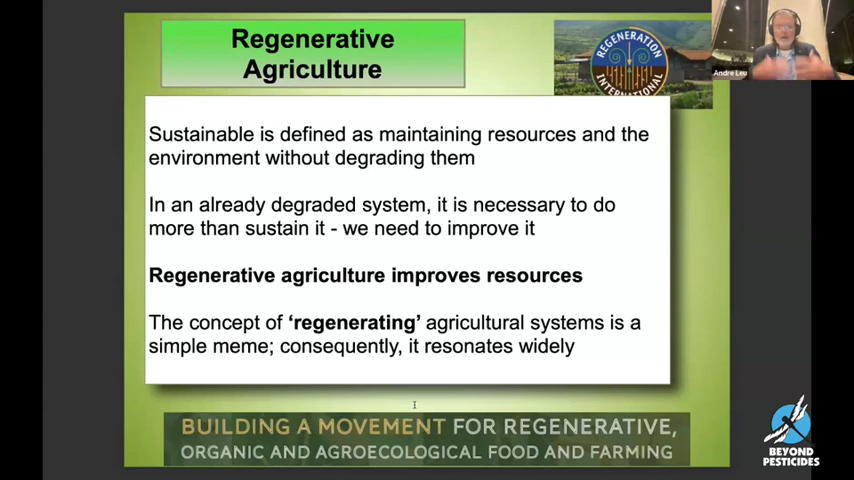 Regenerative
Agriculture
REGENERATION
INTERNATIONAL
Andre Leu
Sustainable is defined as maintaining resources and the
environment without degrading them
In an already degraded system, it is necessary to do
more than sustain it - we need to improve it
Regenerative agriculture improves resources
The concept of ‘regenerating’ agricultural systems is a
simple meme; consequently, it resonates widely
BUILDING A MOVEMENT FOR REGENERATIVE,
ORGANIC AND AGROECOLOGICAL FOOD AND FARMING
BEYOND
PESTICIDES